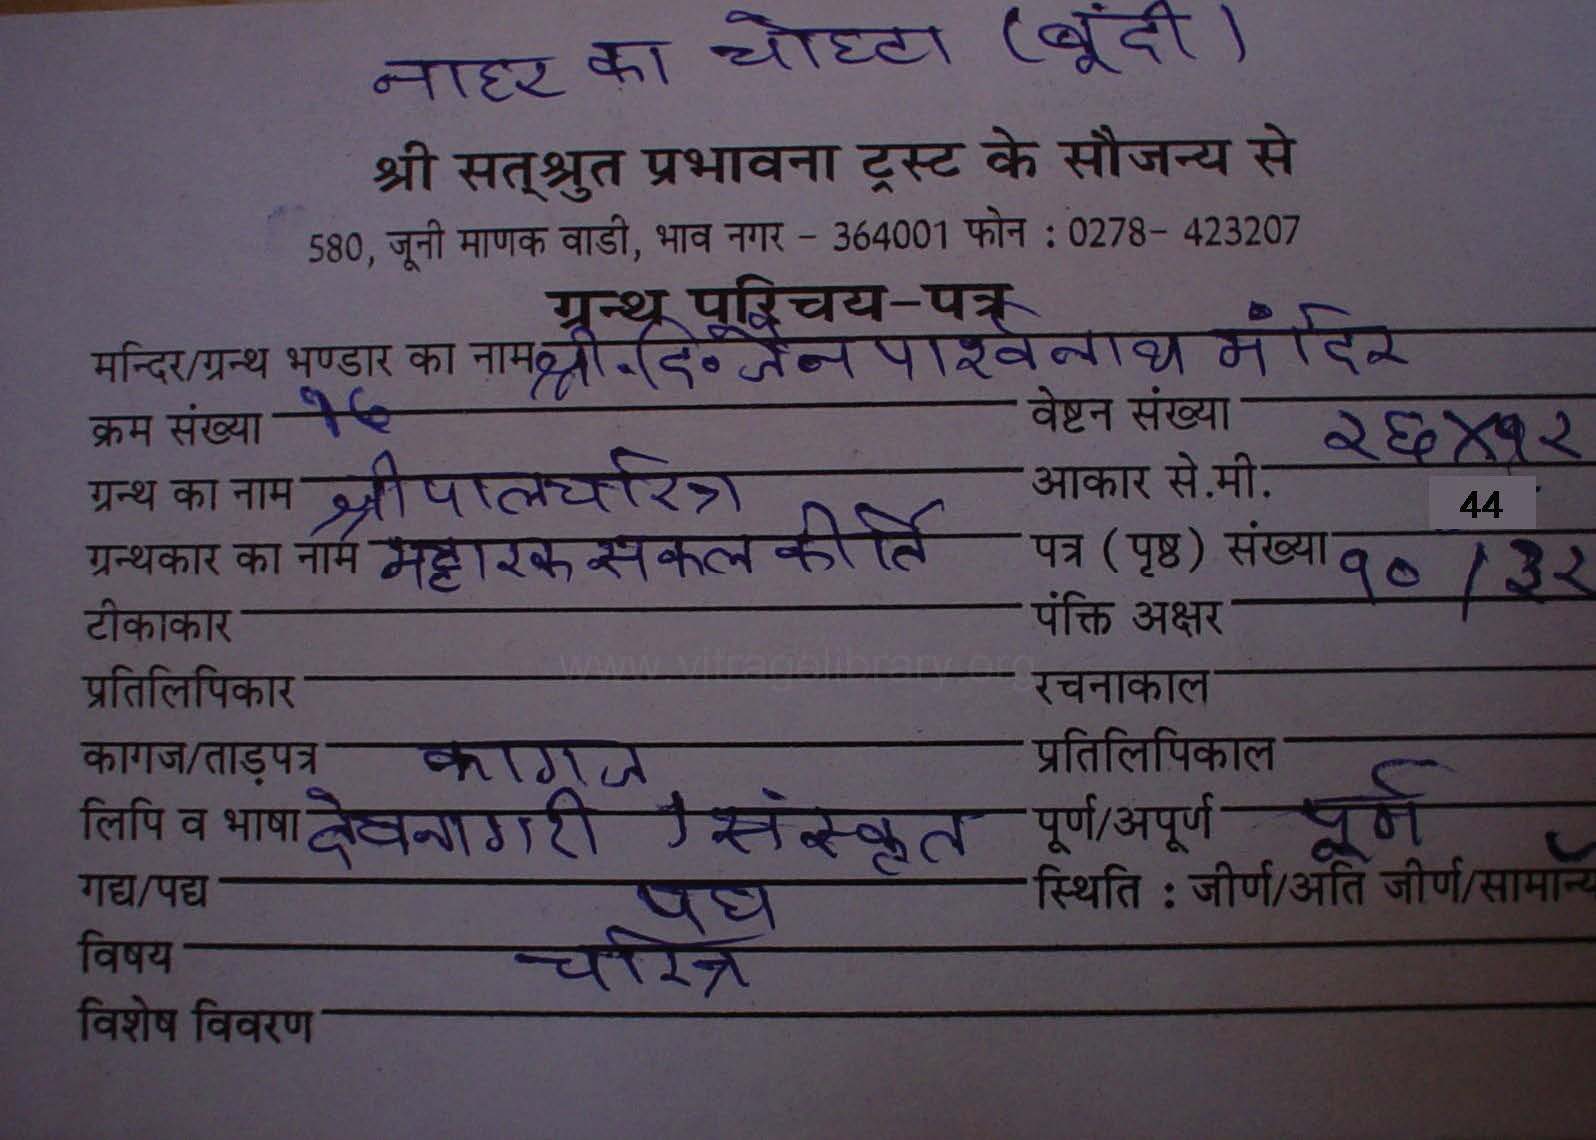 नाहर का चोहटा (बूंदी)
श्री सत्श्रुत प्रभावना ट्रस्ट के सौजन्य से
580, जूनी माणक वाडी, भाव नगर – 364001 फोन : 0278– 423207
ग्रन्थ परिचय–पत्र
मन्दिर/ग्रन्थ भण्डार का नाम श्री.दि॰ जैन पार्श्वनाथ मंदिर
क्रम संख्या वेष्टन संख्या
२६X१२
ग्रन्थ का नाम श्रीपालचरित्र आकार से.मी.
44
ग्रन्थकार का नाम भट्टारक सकलकीर्ति पत्र (पृष्ठ) संख्या
१० / ३२
टीकाकार पंक्ति अक्षर
www.vitragelibrary.org
प्रतिलिपिकार रचनाकाल
कागज/ताड़पत्र कागज प्रतिलिपिकाल
लिपि व भाषा देवनागरी , संस्कृत पूर्ण/अपूर्ण पूर्ण
गद्य/पद्य पद्य स्थिति : जीर्ण/अति जीर्ण/सामान्य
विषय चरित्र
विशेष विवरण